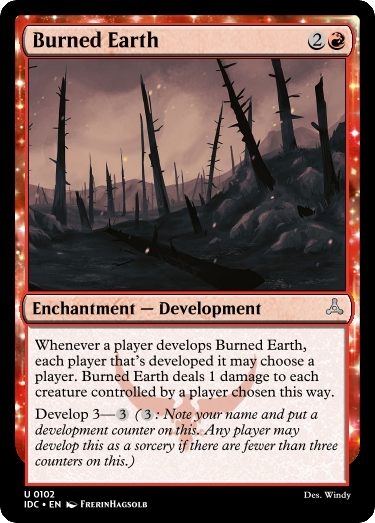 Burned Earth 2
Enchantment — Development
Whenever a player develops Burned Earth,
each player that's developed it may choose a
player. Burned Earth deals 1 damage to each
creature controlled by a player chosen this way.
Develop 3—3 (3: Note your name and put a
development counter on this. Any player may
develop this as a sorcery if there are fewer than three
counters on this.)
U 0102
IDC • EN FrerinHagsolb
Des. Windy